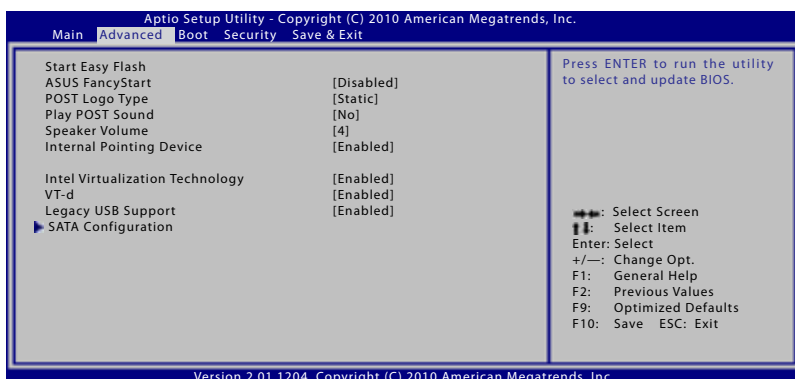 Aptio Setup Utility - Copyright (C) 2010 American Megatrends, Inc.
Main Advanced Boot Security Save & Exit
Start Easy Flash
ASUS FancyStart [Disabled]
POST Logo Type [Static]
Play POST Sound [No]
Speaker Volume [4]
Internal Pointing Device [Enabled]
Intel Virtualization Technology [Enabled]
VT-d [Enabled]
Legacy USB Support [Enabled]
SATA Configuration
Press ENTER to run the utility
to select and update BIOS.
: Select Screen
: Select Item
Enter: Select
+/—: Change Opt.
F1: General Help
F2: Previous Values
F9: Optimized Defaults
F10: Save ESC: Exit
Version 2.01.1204. Copyright (C) 2010 American Megatrends, Inc.